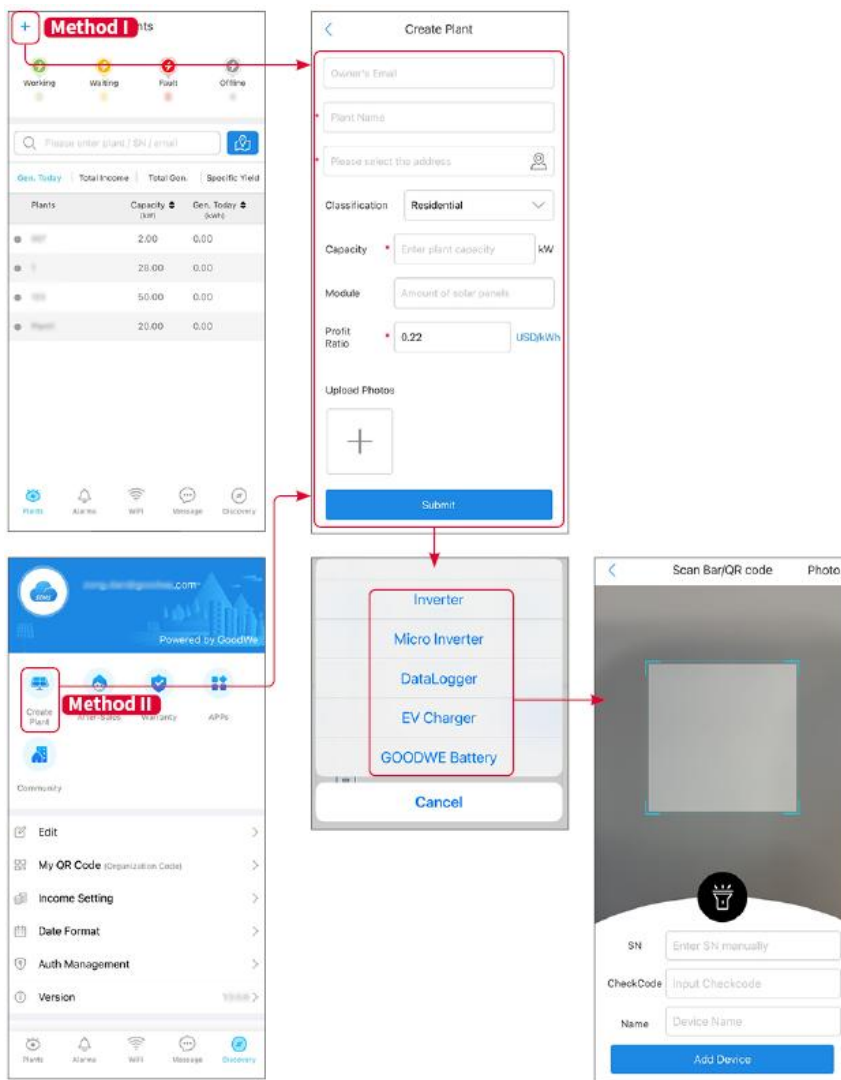 + Method I nts
Working Waiting Fault Offline
Please enter plant / SN / email
Gen. Today Total Income Total Gen. Specific Yield
Plants Capacity (kW) Gen. Today (kWh)
2.00 0.00
28.00 0.00
50.00 0.00
20.00 0.00
Plants Alarms WiFi Message Discovery
Create Plant
Owner's Email
* Plant Name
* Please select the address
Classification Residential
Capacity * Enter plant capacity kW
Module Amount of solar panels
Profit Ratio * 0.22 USD/kWh
Upload Photos
+
Submit
.com
Powered by GoodWe
Create Plant Method II After-Sales Warranty APPs
Community
Edit
My QR Code (Organization Code)
Income Setting
Date Format
Auth Management
Version
Plants Alarms WiFi Message Discovery
Inverter
Micro Inverter
DataLogger
EV Charger
GOODWE Battery
Cancel
Scan Bar/QR code Photo
SN Enter SN manually
CheckCode Input Checkcode
Name Device Name
Add Device